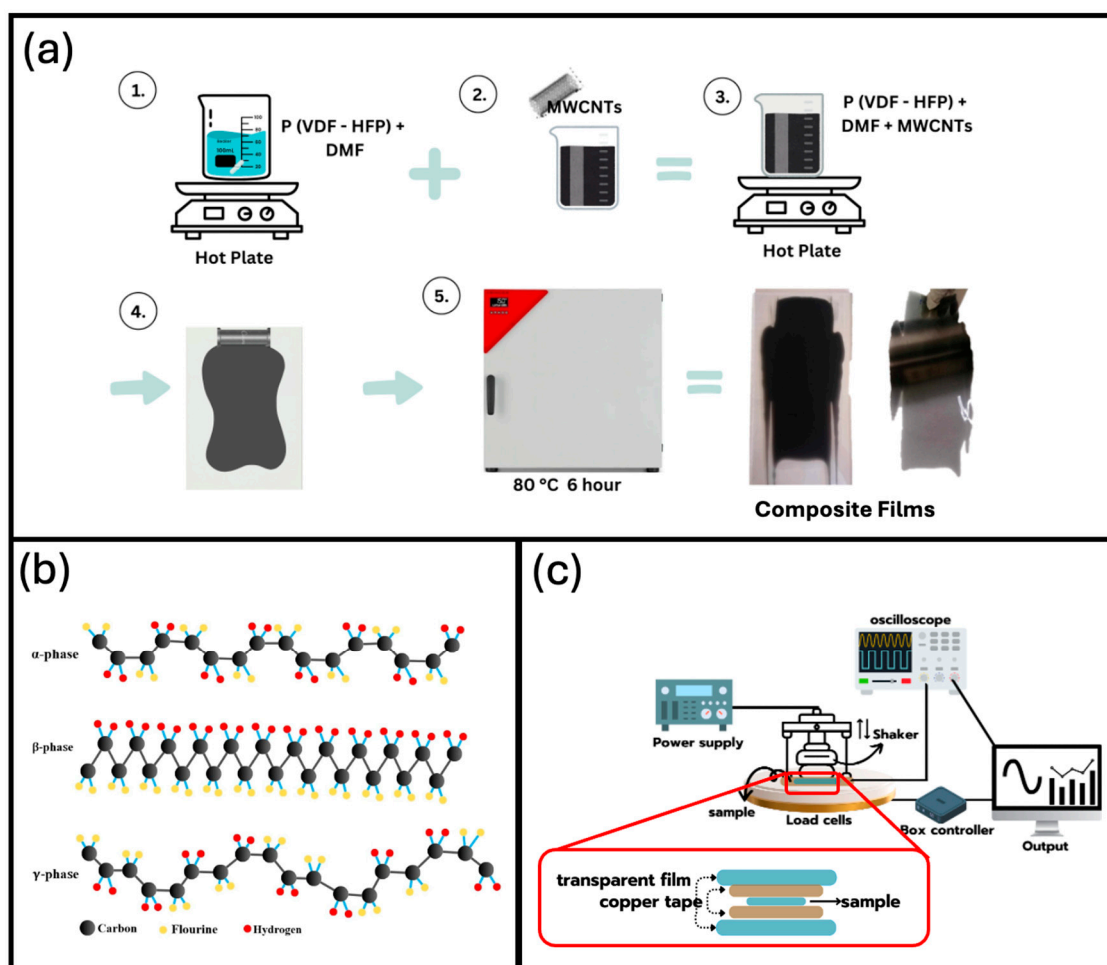 (a)
1.
P (VDF - HFP) +
DMF
Hot Plate
2.
MWCNTs
3.
P (VDF - HFP) +
DMF + MWCNTs
Hot Plate
4.
5.
80 °C 6 hour
Composite Films
(b)
α-phase
β-phase
γ-phase
Carbon
Flourine
Hydrogen
(c)
oscilloscope
Power supply
Shaker
sample
Load cells
Box controller
Output
transparent film
copper tape
sample